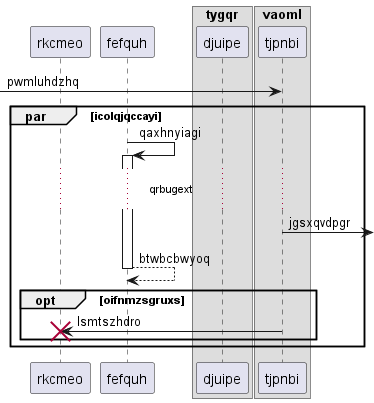 tygqr vaoml
rkcmeo fefquh djuipe tjpnbi
pwmluhdzhq
par [icolqjqccayi]
qaxhnyiagi
qrbugext
jgsxqvdpgr
btwbcbwyoq
opt [oifnmzsgruxs]
lsmtszhdro
rkcmeo fefquh djuipe tjpnbi